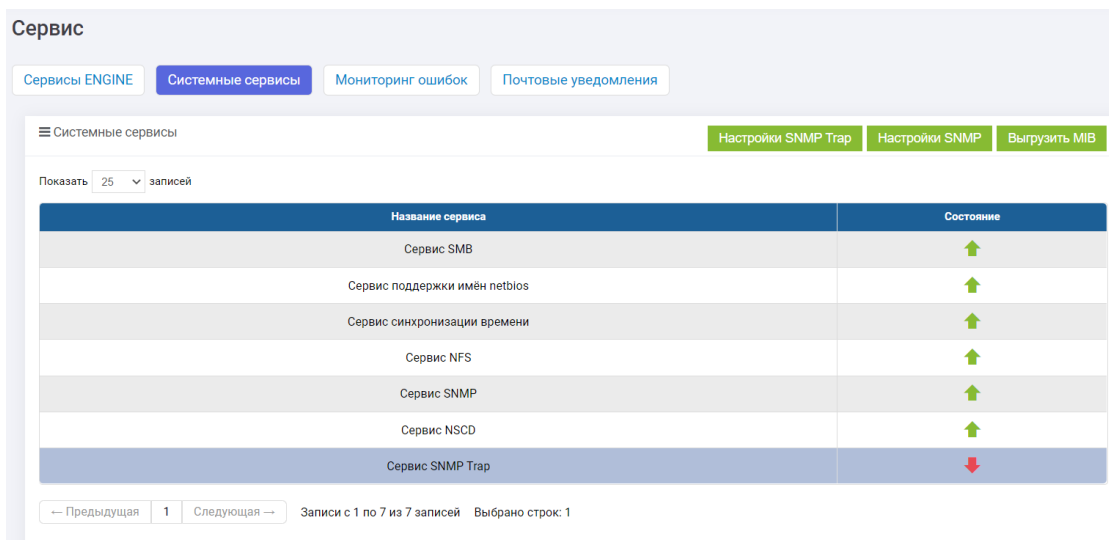 Сервис
Сервисы ENGINE Системные сервисы Мониторинг ошибок Почтовые уведомления
Системные сервисы Настройки SNMP Trap Настройки SNMP Выгрузить MIB
Показать 25 записей
Название сервиса Состояние
Сервис SMB
Сервис поддержки имён netbios
Сервис синхронизации времени
Сервис NFS
Сервис SNMP
Сервис NSCD
Сервис SNMP Trap
← Предыдущая 1 Следующая → Записи с 1 по 7 из 7 записей Выбрано строк: 1